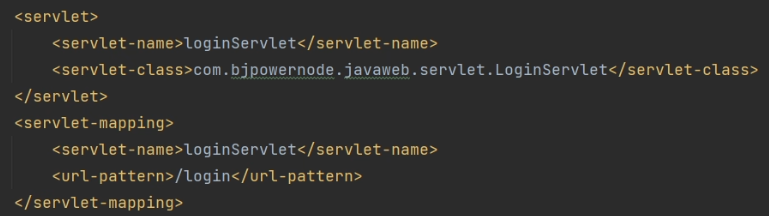 <servlet>
<servlet-name>loginServlet</servlet-name>
<servlet-class>com.bjpowernode.javaweb.servlet.LoginServlet</servlet-class>
</servlet>
<servlet-mapping>
<servlet-name>loginServlet</servlet-name>
<url-pattern>/login</url-pattern>
</servlet-mapping>